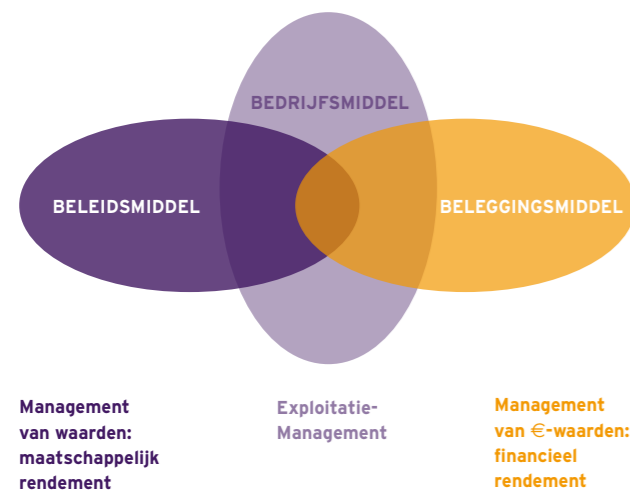 BEDRIJFSMIDDEL
BELEIDSMIDDEL
BELEGGINGSMIDDEL
Management
van waarden:
maatschappelijk
rendement
Exploitatie-
Management
Management
van €-waarden:
financieel
rendement